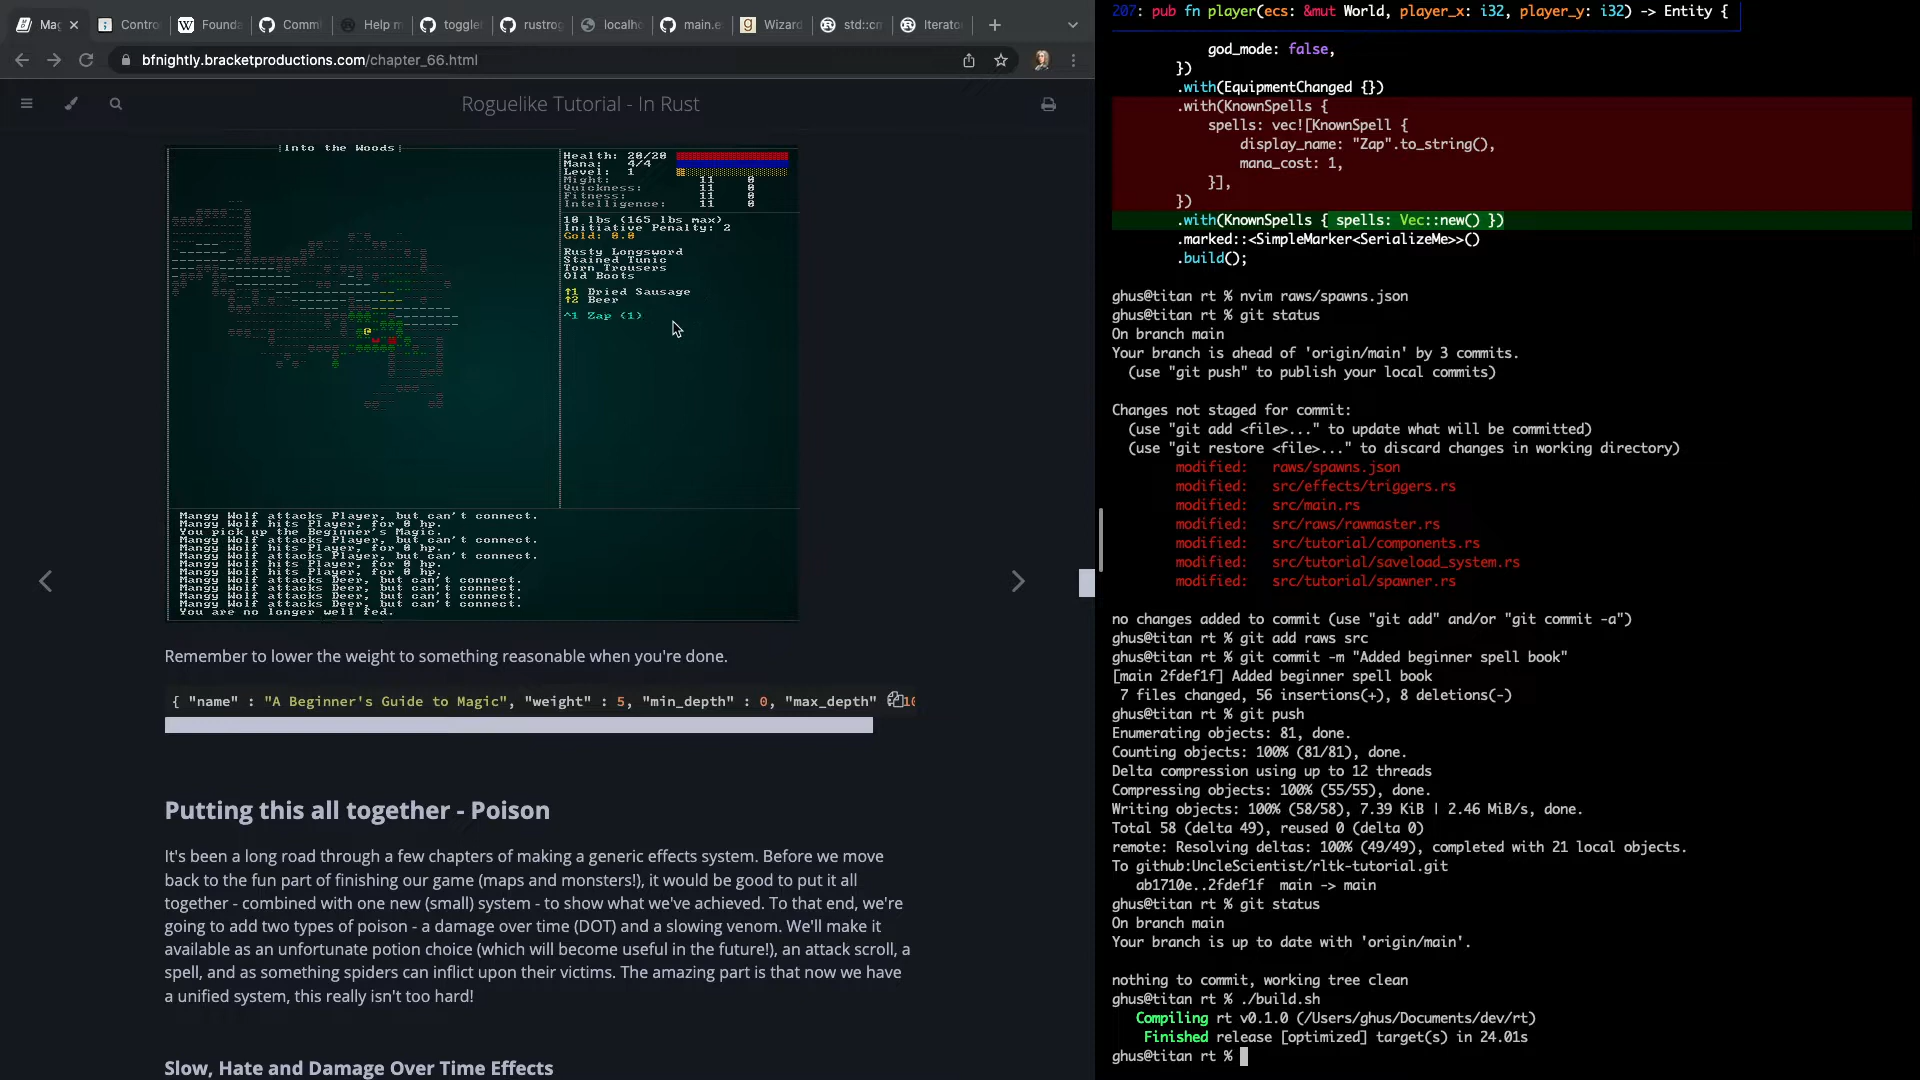 Mag
Contro
Founda
Commi
Help m
toggle
rustrog
localho
main.e
Wizard
std::cm
Iterato
bfnightly.bracketproductions.com/chapter_66.html
Roguelike Tutorial - In Rust
Into the Woods
Health: 20/20
Mana: 4/4
Level: 1
Might: 11 0
Quickness: 11 0
Fitness: 11 0
Intelligence: 11 0
10 lbs (165 lbs max)
Initiative Penalty: 2
Gold: 0.0
Rusty Longsword
Stained Tunic
Torn Trousers
Old Boots
↑1 Dried Sausage
↑2 Beer
^1 Zap (1)
Mangy Wolf attacks Player, but can't connect.
Mangy Wolf hits Player, for 0 hp.
You pick up the Beginner's Magic.
Mangy Wolf attacks Player, but can't connect.
Mangy Wolf hits Player, for 0 hp.
Mangy Wolf attacks Player, but can't connect.
Mangy Wolf hits Player, for 0 hp.
Mangy Wolf hits Player, for 0 hp.
Mangy Wolf attacks Deer, but can't connect.
Mangy Wolf attacks Deer, but can't connect.
Mangy Wolf attacks Deer, but can't connect.
Mangy Wolf attacks Deer, but can't connect.
You are no longer well fed.
Remember to lower the weight to something reasonable when you're done.
{ "name" : "A Beginner's Guide to Magic", "weight" : 5, "min_depth" : 0, "max_depth"
Putting this all together - Poison
It's been a long road through a few chapters of making a generic effects system. Before we move
back to the fun part of finishing our game (maps and monsters!), it would be good to put it all
together - combined with one new (small) system - to show what we've achieved. To that end, we're
going to add two types of poison - a damage over time (DOT) and a slowing venom. We'll make it
available as an unfortunate potion choice (which will become useful in the future!), an attack scroll, a
spell, and as something spiders can inflict upon their victims. The amazing part is that now we have
a unified system, this really isn't too hard!
Slow, Hate and Damage Over Time Effects
207: pub fn player(ecs: &mut World, player_x: i32, player_y: i32) -> Entity {
god_mode: false,
})
.with(EquipmentChanged {})
.with(KnownSpells {
spells: vec![KnownSpell {
display_name: "Zap".to_string(),
mana_cost: 1,
}],
})
.with(KnownSpells { spells: Vec::new() })
.marked::<SimpleMarker<SerializeMe>>()
.build();
ghus@titan rt % nvim raws/spawns.json
ghus@titan rt % git status
On branch main
Your branch is ahead of 'origin/main' by 3 commits.
(use "git push" to publish your local commits)
Changes not staged for commit:
(use "git add <file>..." to update what will be committed)
(use "git restore <file>..." to discard changes in working directory)
modified: raws/spawns.json
modified: src/effects/triggers.rs
modified: src/main.rs
modified: src/raws/rawmaster.rs
modified: src/tutorial/components.rs
modified: src/tutorial/saveload_system.rs
modified: src/tutorial/spawner.rs
no changes added to commit (use "git add" and/or "git commit -a")
ghus@titan rt % git add raws src
ghus@titan rt % git commit -m "Added beginner spell book"
[main 2fdef1f] Added beginner spell book
7 files changed, 56 insertions(+), 8 deletions(-)
ghus@titan rt % git push
Enumerating objects: 81, done.
Counting objects: 100% (81/81), done.
Delta compression using up to 12 threads
Compressing objects: 100% (55/55), done.
Writing objects: 100% (58/58), 7.39 KiB | 2.46 MiB/s, done.
Total 58 (delta 49), reused 0 (delta 0)
remote: Resolving deltas: 100% (49/49), completed with 21 local objects.
To github:UncleScientist/rltk-tutorial.git
ab1710e..2fdef1f main -> main
ghus@titan rt % git status
On branch main
Your branch is up to date with 'origin/main'.
nothing to commit, working tree clean
ghus@titan rt % ./build.sh
Compiling rt v0.1.0 (/Users/ghus/Documents/dev/rt)
Finished release [optimized] target(s) in 24.01s
ghus@titan rt %